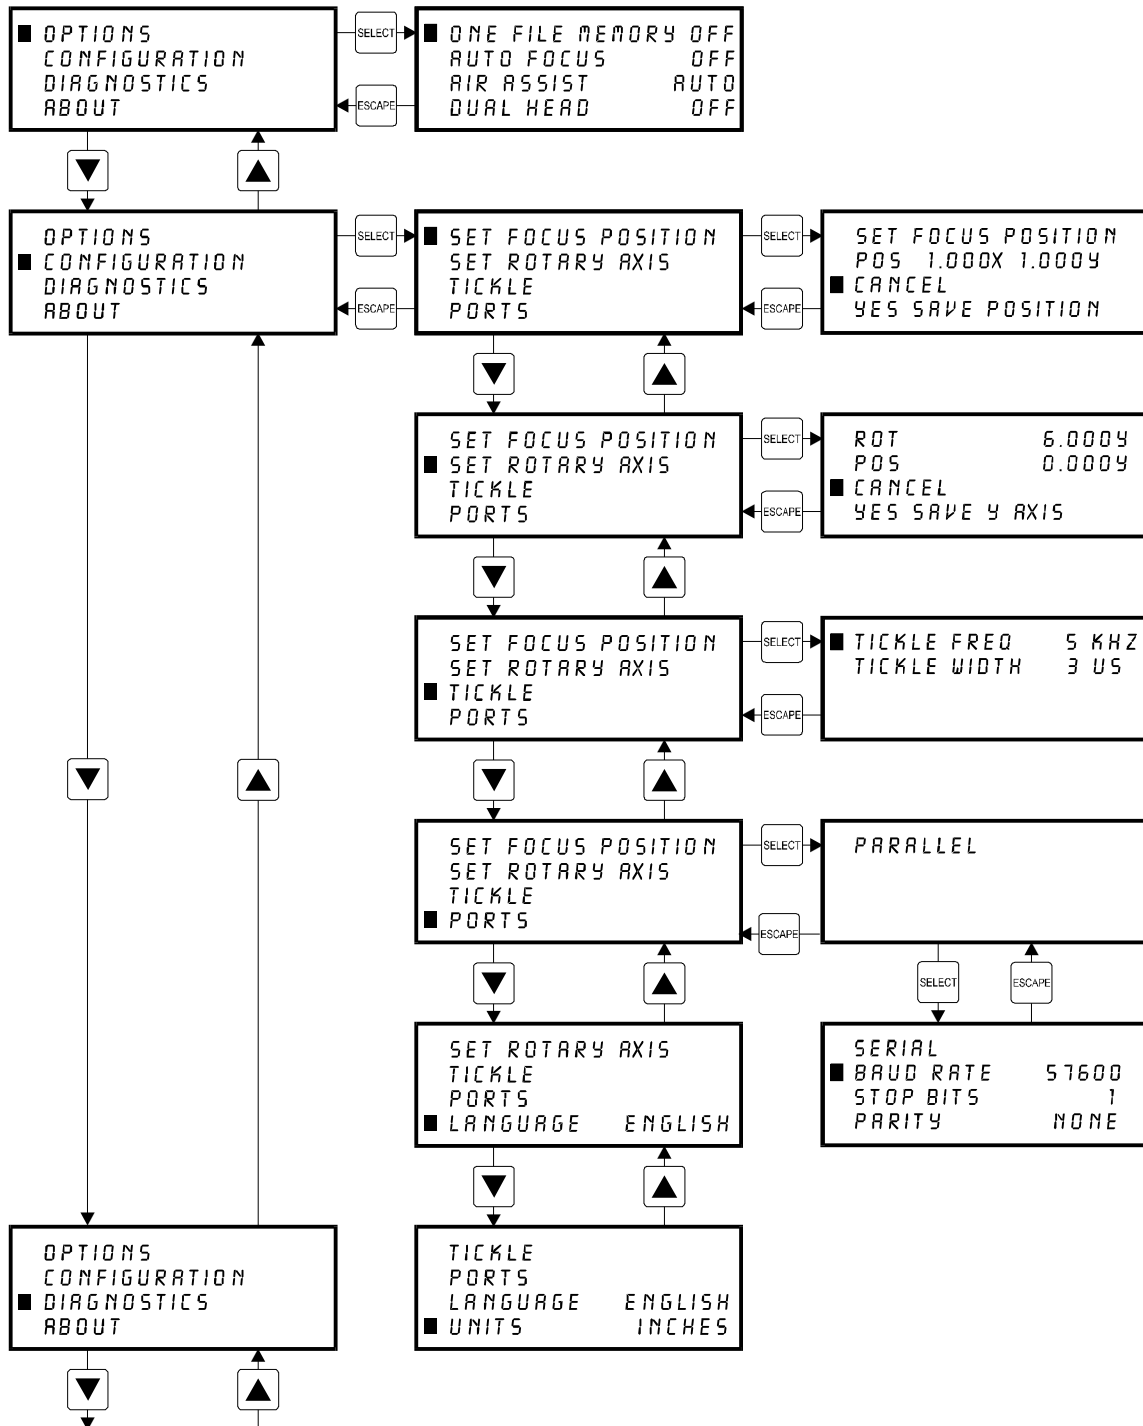 OPTIONS
CONFIGURATION
DIAGNOSTICS
ABOUT
SELECT
ESCAPE
ONE FILE MEMORY OFF
AUTO FOCUS OFF
AIR ASSIST AUTO
DUAL HEAD OFF
OPTIONS
CONFIGURATION
DIAGNOSTICS
ABOUT
SELECT
ESCAPE
SET FOCUS POSITION
SET ROTARY AXIS
TICKLE
PORTS
SELECT
ESCAPE
SET FOCUS POSITION
POS 1.000X 1.000Y
CANCEL
YES SAVE POSITION
SET FOCUS POSITION
SET ROTARY AXIS
TICKLE
PORTS
SELECT
ESCAPE
ROT 6.000Y
POS 0.000Y
CANCEL
YES SAVE Y AXIS
SET FOCUS POSITION
SET ROTARY AXIS
TICKLE
PORTS
SELECT
ESCAPE
TICKLE FREQ 5 KHZ
TICKLE WIDTH 3 US
SET FOCUS POSITION
SET ROTARY AXIS
TICKLE
PORTS
SELECT
ESCAPE
PARALLEL
SELECT
ESCAPE
SET ROTARY AXIS
TICKLE
PORTS
LANGUAGE ENGLISH
SERIAL
BAUD RATE 57600
STOP BITS 1
PARITY NONE
OPTIONS
CONFIGURATION
DIAGNOSTICS
ABOUT
TICKLE
PORTS
LANGUAGE ENGLISH
UNITS INCHES